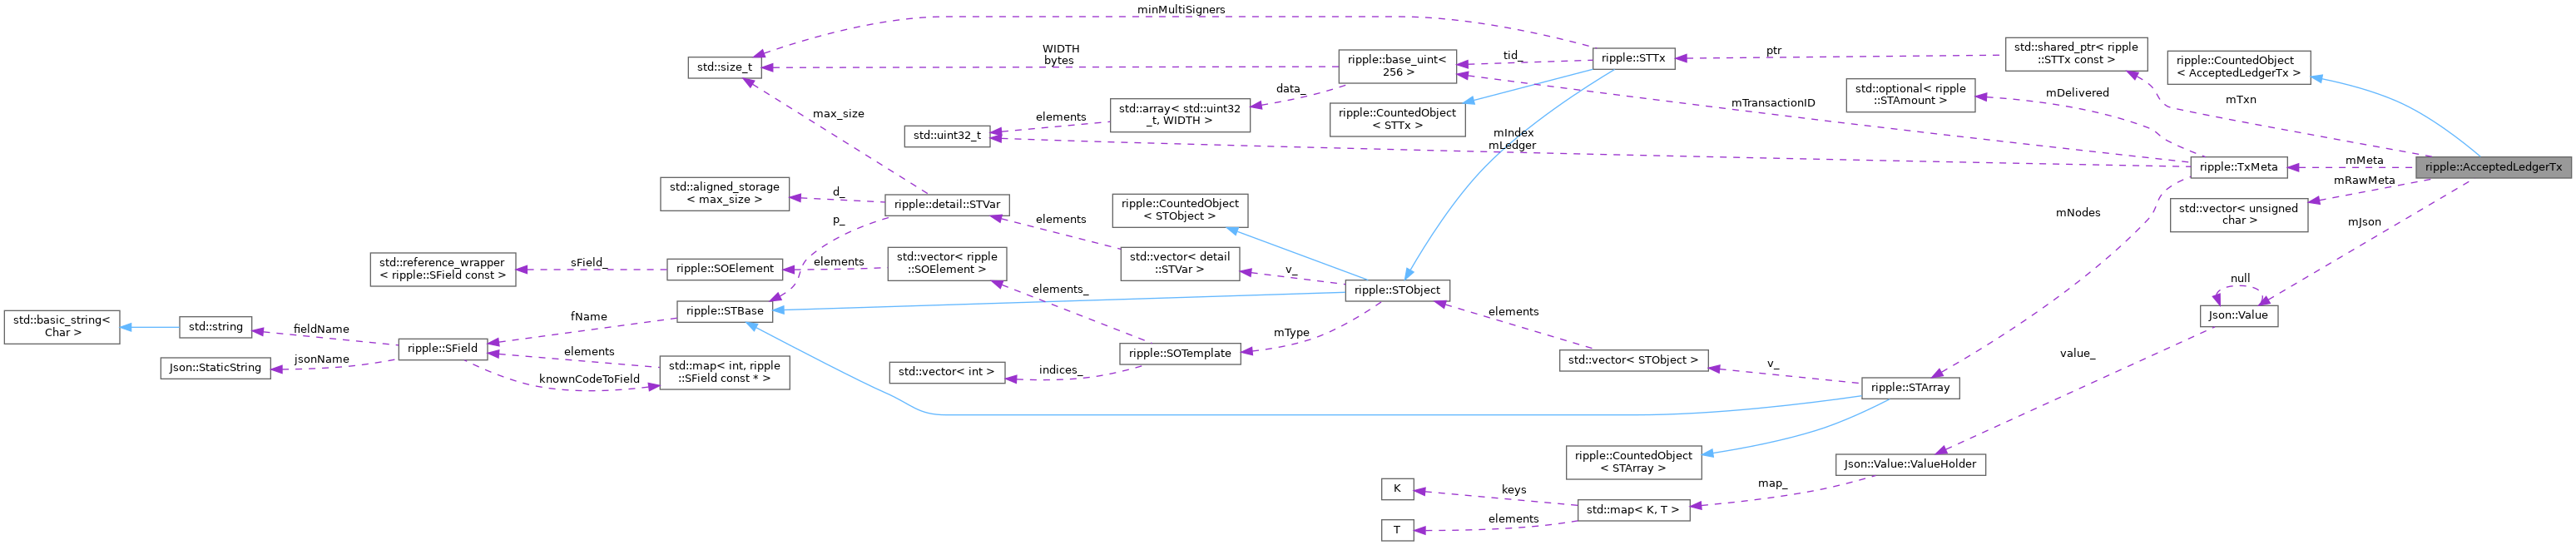 minMultiSigners
std::size_t
WIDTH
bytes
ripple::base_uint<
256 >
tid_
ripple::STTx
ptr
std::shared_ptr< ripple
::STTx const >
ripple::CountedObject
< AcceptedLedgerTx >
max_size
std::uint32_t
elements
std::array< std::uint32
_t, WIDTH >
data_
ripple::CountedObject
< STTx >
mTransactionID
std::optional< ripple
::STAmount >
mDelivered
mTxn
mIndex
mLedger
ripple::TxMeta
mMeta
ripple::AcceptedLedgerTx
mRawMeta
std::aligned_storage
< max_size >
d_
p_
ripple::detail::STVar
elements
ripple::CountedObject
< STObject >
mNodes
std::vector< unsigned
char >
mJson
std::reference_wrapper
< ripple::SField const >
sField_
ripple::SOElement
elements
std::vector< ripple
::SOElement >
std::vector< detail
::STVar >
v_
ripple::STObject
elements_
null
std::basic_string<
Char >
std::string
fieldName
ripple::SField
fName
ripple::STBase
mType
elements
Json::Value
Json::StaticString
jsonName
elements
knownCodeToField
std::map< int, ripple
::SField const * >
std::vector< int >
indices_
ripple::SOTemplate
std::vector< STObject >
v_
ripple::STArray
value_
ripple::CountedObject
< STArray >
Json::Value::ValueHolder
K
keys
map_
T
elements
std::map< K, T >